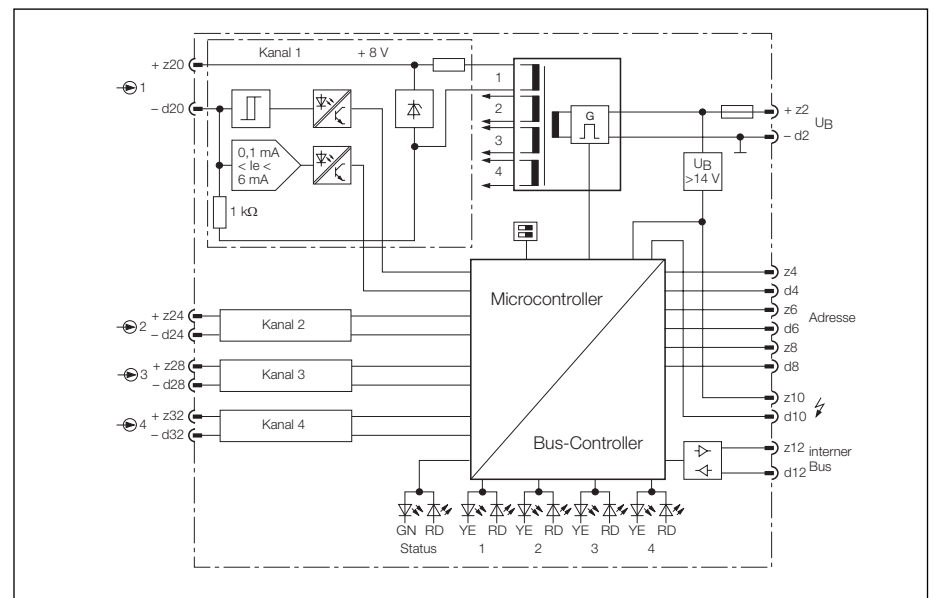 Kanal 1
+ 8 V
+ z20
1
– d20
0,1 mA
< Ie <
6 mA
1 kΩ
1
2
3
4
G
+ z2
UB
– d2
UB
>14 V
Microcontroller
Bus-Controller
z4
d4
z6
Adresse
d6
z8
d8
z10
d10
z12 interner
d12 Bus
2
+ z24
– d24
Kanal 2
3
+ z28
– d28
Kanal 3
4
+ z32
– d32
Kanal 4
GN RD YE RD YE RD YE RD YE RD
Status 1 2 3 4